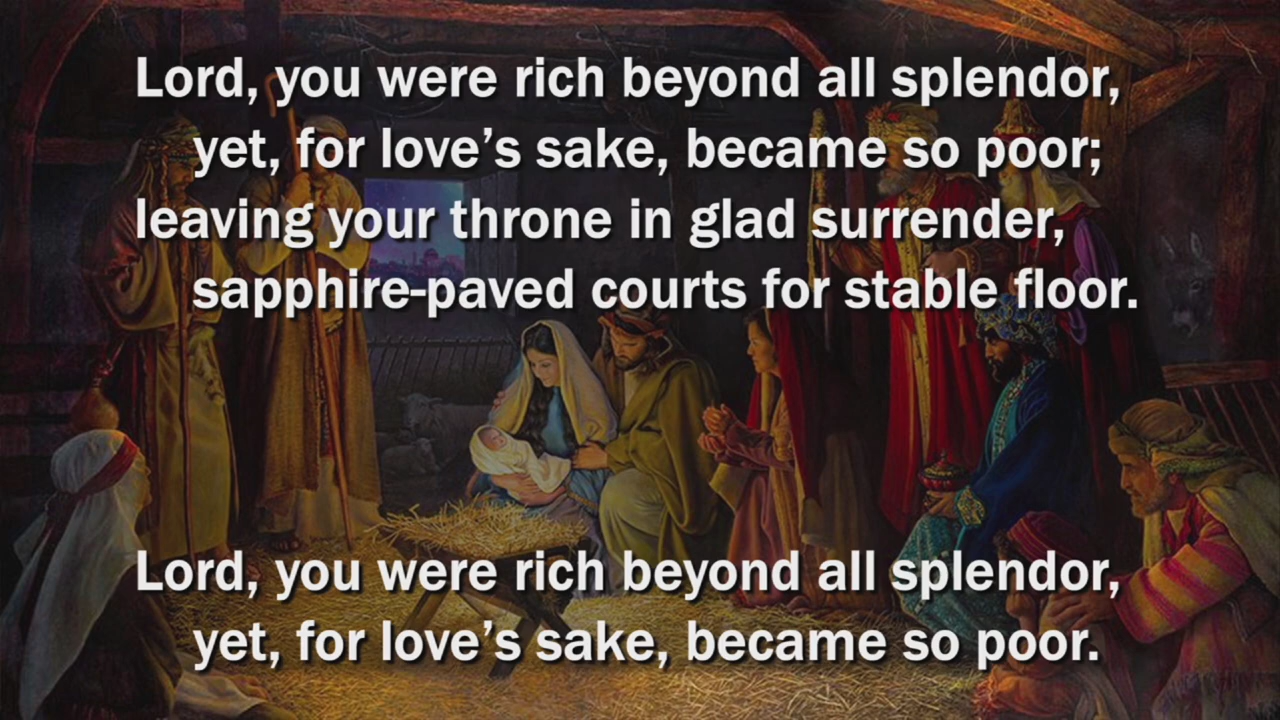 Lord, you were rich beyond all splendor,
yet, for love’s sake, became so poor;
leaving your throne in glad surrender,
sapphire-paved courts for stable floor.
Lord, you were rich beyond all splendor,
yet, for love’s sake, became so poor.